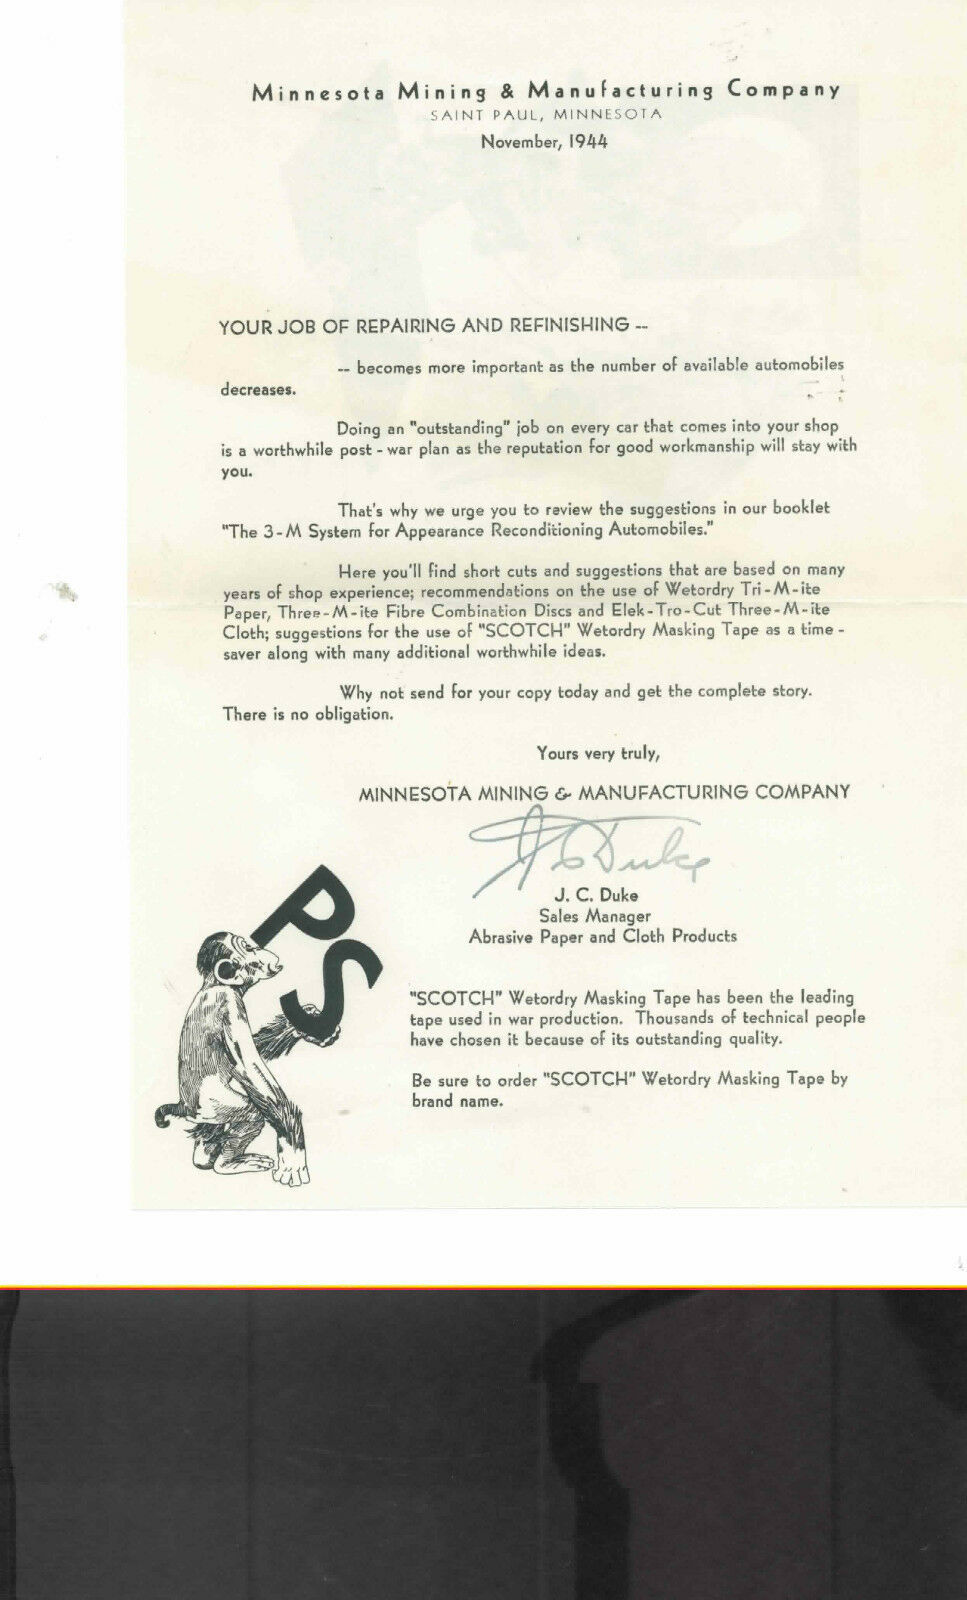 Minnesota Mining & Manufacturing Company
SAINT PAUL, MINNESOTA
November, 1944
YOUR JOB OF REPAIRING AND REFINISHING --
-- becomes more important as the number of available automobiles
decreases.
Doing an "outstanding" job on every car that comes into your shop
is a worthwhile post - war plan as the reputation for good workmanship will stay with
you.
That's why we urge you to review the suggestions in our booklet
"The 3-M System for Appearance Reconditioning Automobiles."
Here you'll find short cuts and suggestions that are based on many
years of shop experience; recommendations on the use of Wetordry Tri-M-ite
Paper, Three-M-ite Fibre Combination Discs and Elek-Tro-Cut Three-M-ite
Cloth; suggestions for the use of "SCOTCH" Wetordry Masking Tape as a time -
saver along with many additional worthwhile ideas.
Why not send for your copy today and get the complete story.
There is no obligation.
Yours very truly,
MINNESOTA MINING & MANUFACTURING COMPANY
J C Duke
J. C. Duke
Sales Manager
Abrasive Paper and Cloth Products
PS
"SCOTCH" Wetordry Masking Tape has been the leading
tape used in war production. Thousands of technical people
have chosen it because of its outstanding quality.
Be sure to order "SCOTCH" Wetordry Masking Tape by
brand name.